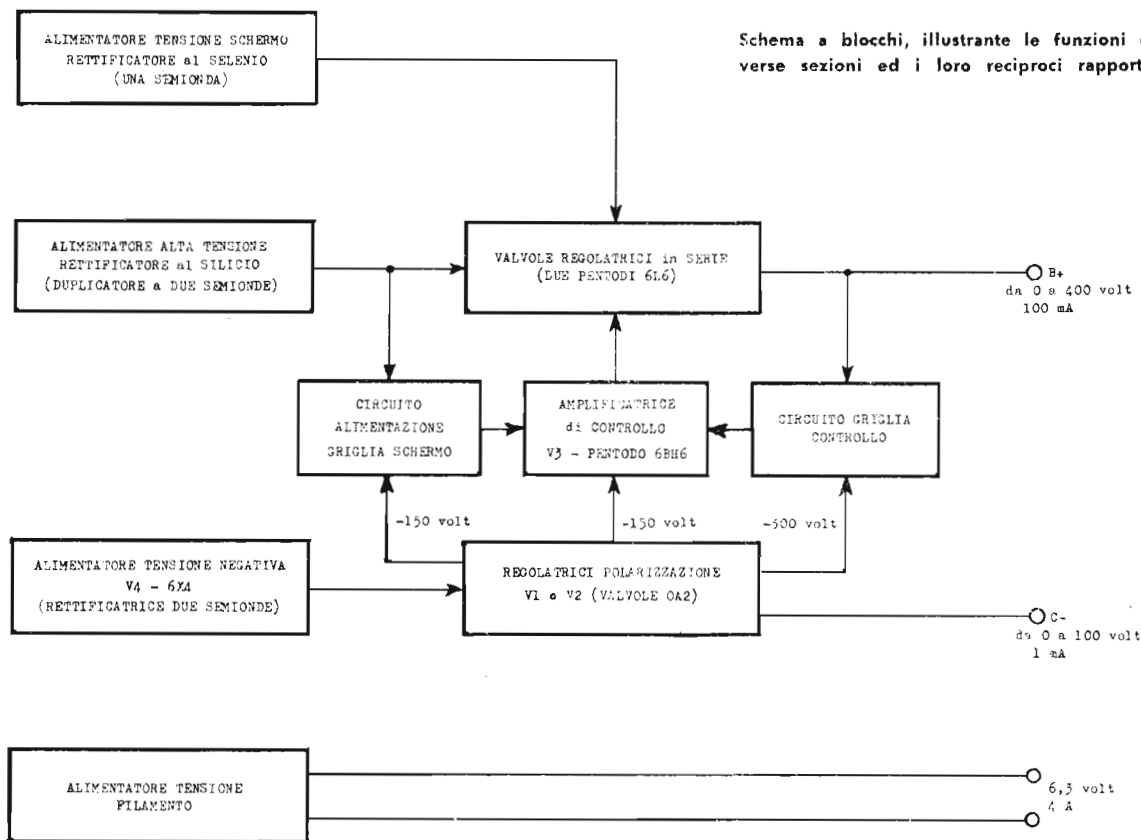 ALIMENTATORE TENSIONE SCHERMO
RETTIFICATORE al SELENIO
(UNA SEMIONDA)
Schema a blocchi, illustrante le funzioni
verse sezioni ed i loro reciproci rapport
ALIMENTATORE ALTA TENSIONE
RETTIFICATORE al SILICIO
(DUPLICATORE a DUE SEMIONDE)
VALVOLE REGOLATRICI in SERIE
(DUE PENTODI 6L6)
B+
da 0 a 400 volt
100 mA
CIRCUITO
ALIMENTAZIONE
GRIGLIA SCHERMO
AMPLIFICATRICE
di CONTROLLO
V3 - PENTODO 6BH6
CIRCUITO GRIGLIA
CONTROLLO
-150 volt
-150 volt
-300 volt
ALIMENTATORE TENSIONE NEGATIVA
V4 - 6X4
(RETTIFICATRICE DUE SEMIONDE)
REGOLATRICI POLARIZZAZIONE
V1 e V2 (VALVOLE OA2)
C-
da 0 a 100 volt
1 mA
ALIMENTATORE TENSIONE
FILAMENTO
6,3 volt
4 A